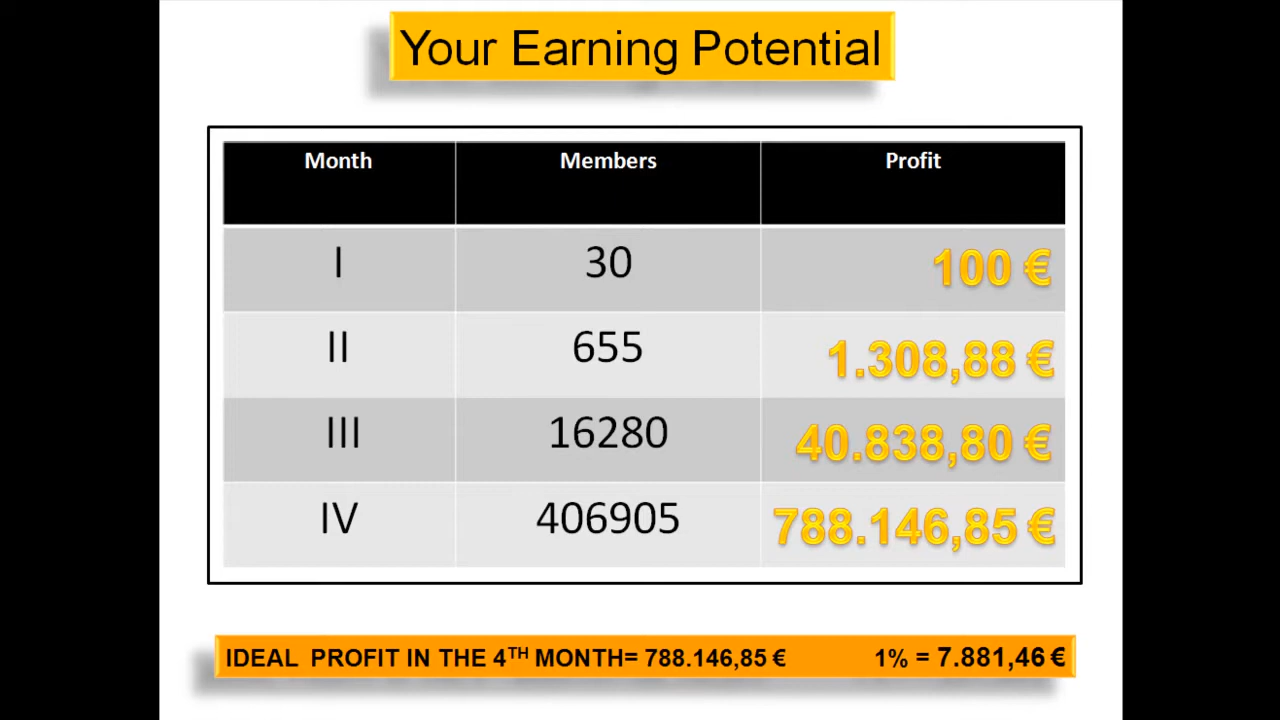 Your Earning Potential
Month Members Profit
I 30 100 €
II 655 1.308,88 €
III 16280 40.838,80 €
IV 406905 788.146,85 €
IDEAL PROFIT IN THE 4TH MONTH= 788.146,85 € 1% = 7.881,46 €